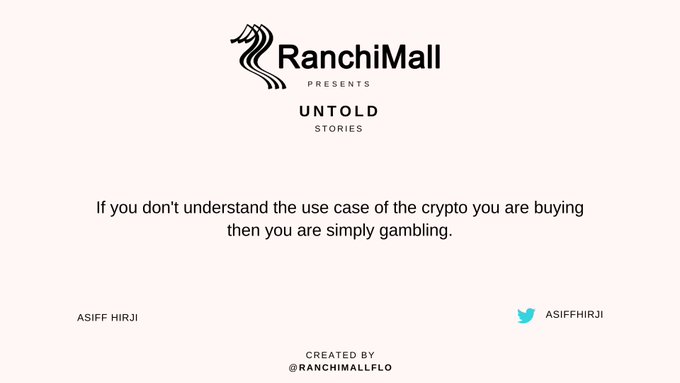 RanchiMall
PRESENTS
UNTOLD
STORIES
If you don't understand the use case of the crypto you are buying
then you are simply gambling.
ASIFF HIRJI
ASIFFHIRJI
CREATED BY
@RANCHIMALLFLO